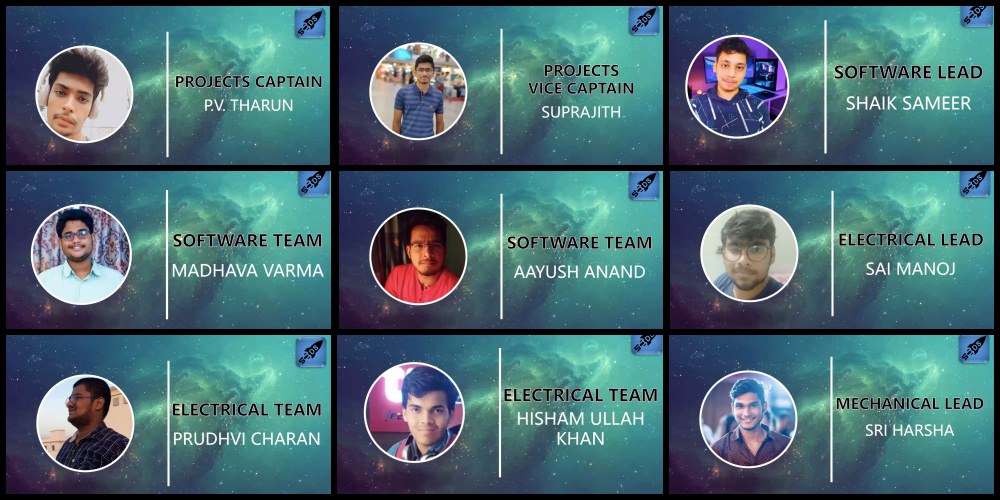 PROJECTS CAPTAIN
P.V. THARUN
PROJECTS
VICE CAPTAIN
SUPRAJITH
SOFTWARE LEAD
SHAIK SAMEER
SOFTWARE TEAM
MADHAVA VARMA
SOFTWARE TEAM
AAYUSH ANAND
ELECTRICAL LEAD
SAI MANOJ
ELECTRICAL TEAM
PRUDHVI CHARAN
ELECTRICAL TEAM
HISHAM ULLAH
KHAN
MECHANICAL LEAD
SRI HARSHA